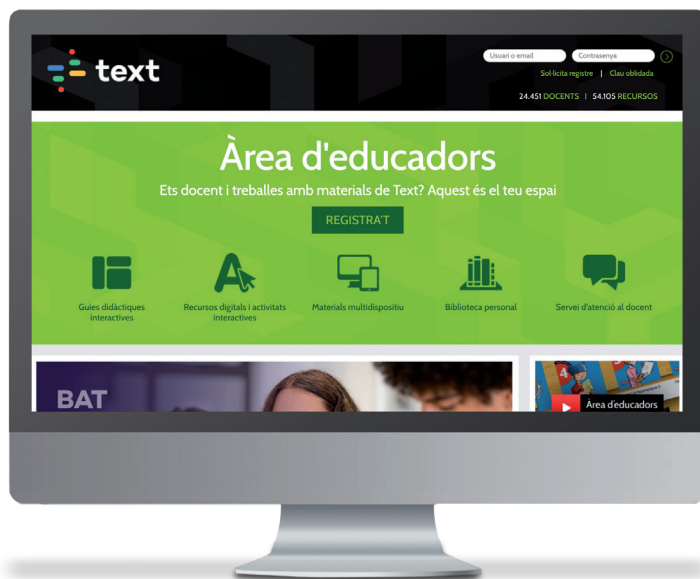 text
Usuari o email
Contrasenya
Sol·licita registre | Clau oblidada
24.451 DOCENTS | 54.105 RECURSOS
Àrea d'educadors
Ets docent i treballes amb materials de Text? Aquest és el teu espai
REGISTRA'T
Guies didàctiques
interactives
Recursos digitals i activitats
interactives
Materials multidispositiu
Biblioteca personal
Servei d'atenció al docent
BAT
4
3
Àrea d'educadors